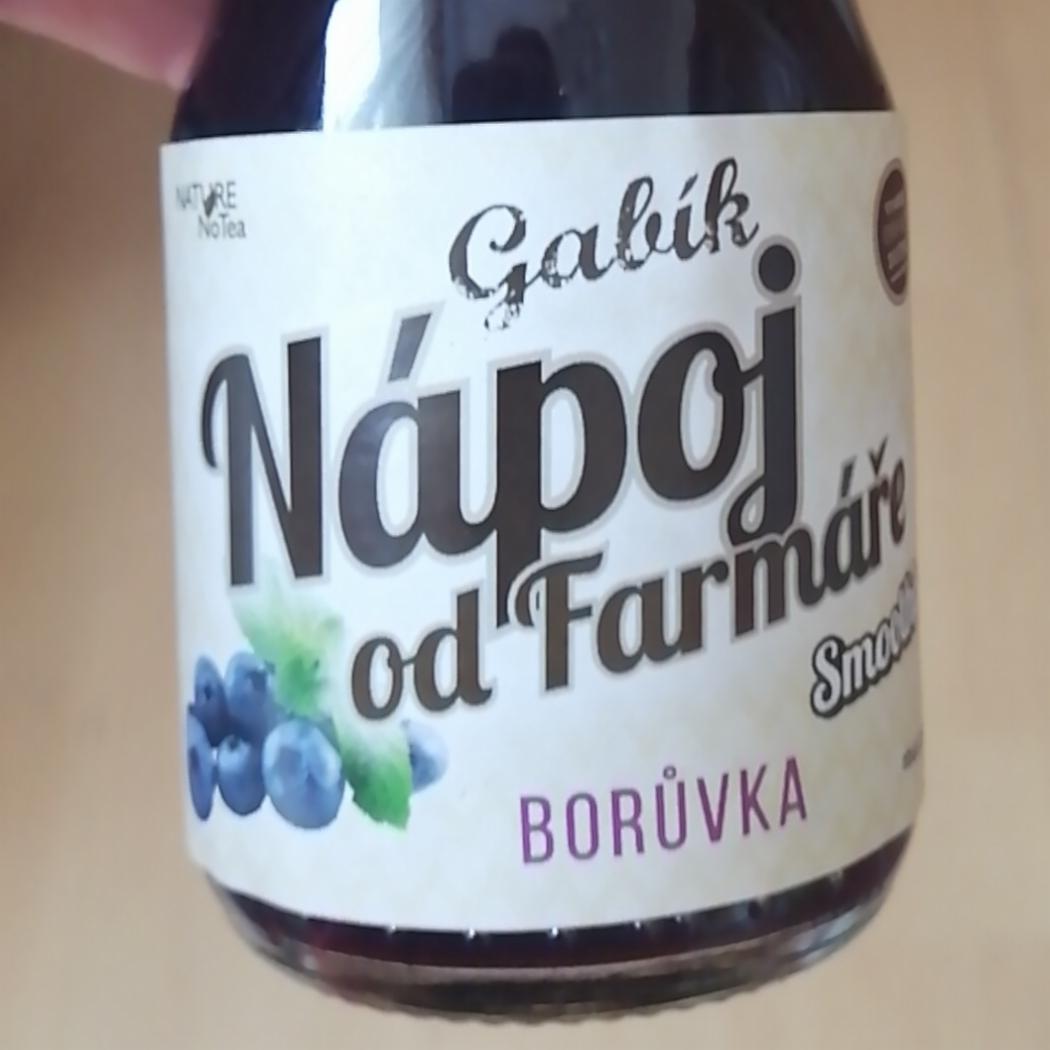 NATURE
NoTea
Gabík
Nápoj
od Farmáře
BORŮVKA